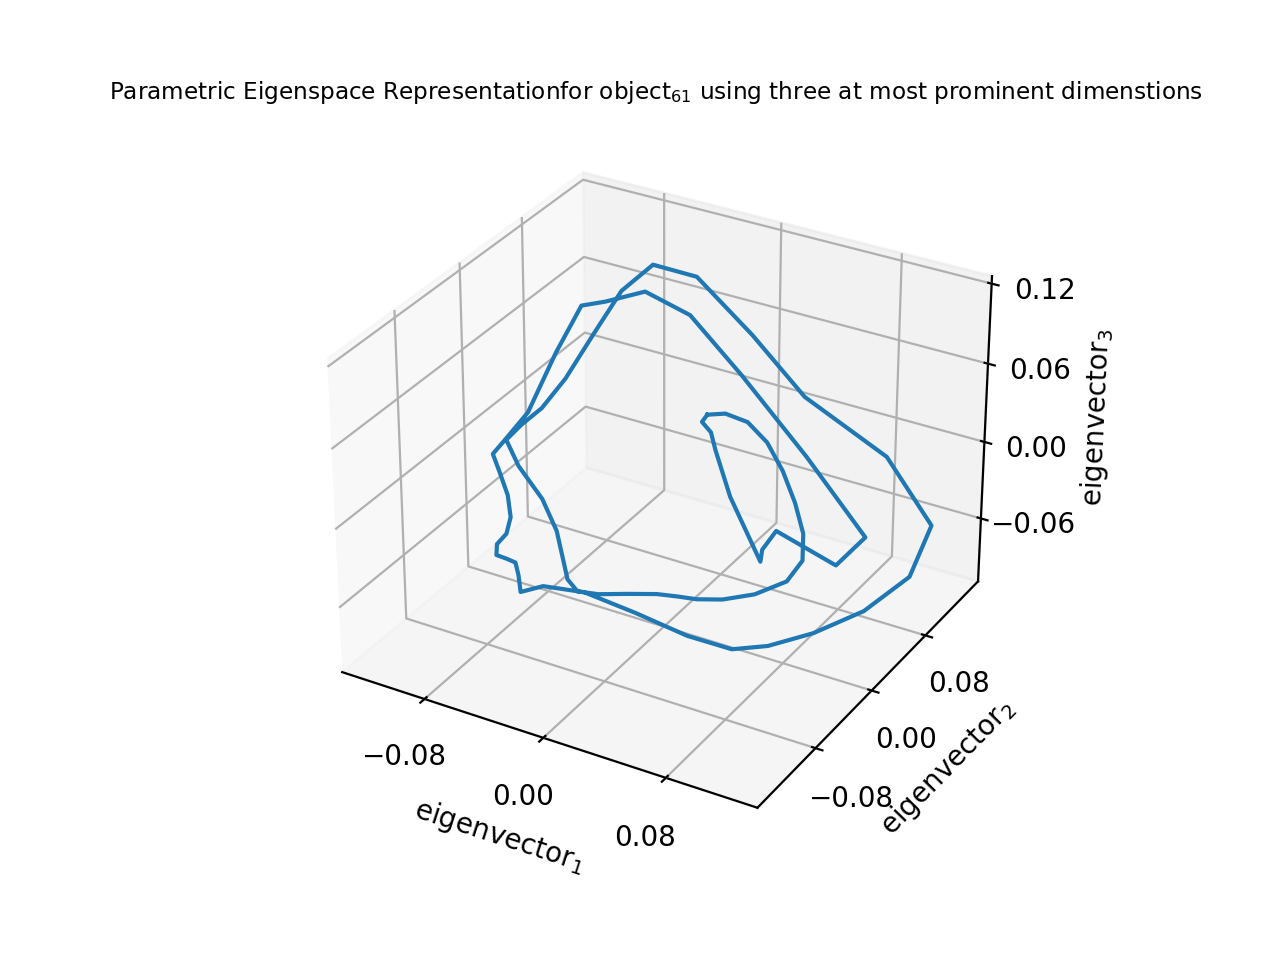 Parametric Eigenspace Representationfor object₆₁ using three at most prominent dimenstions
0.12
0.06
0.00
−0.06
eigenvector₃
0.08
0.00
−0.08
eigenvector₂
−0.08
0.00
0.08
eigenvector₁